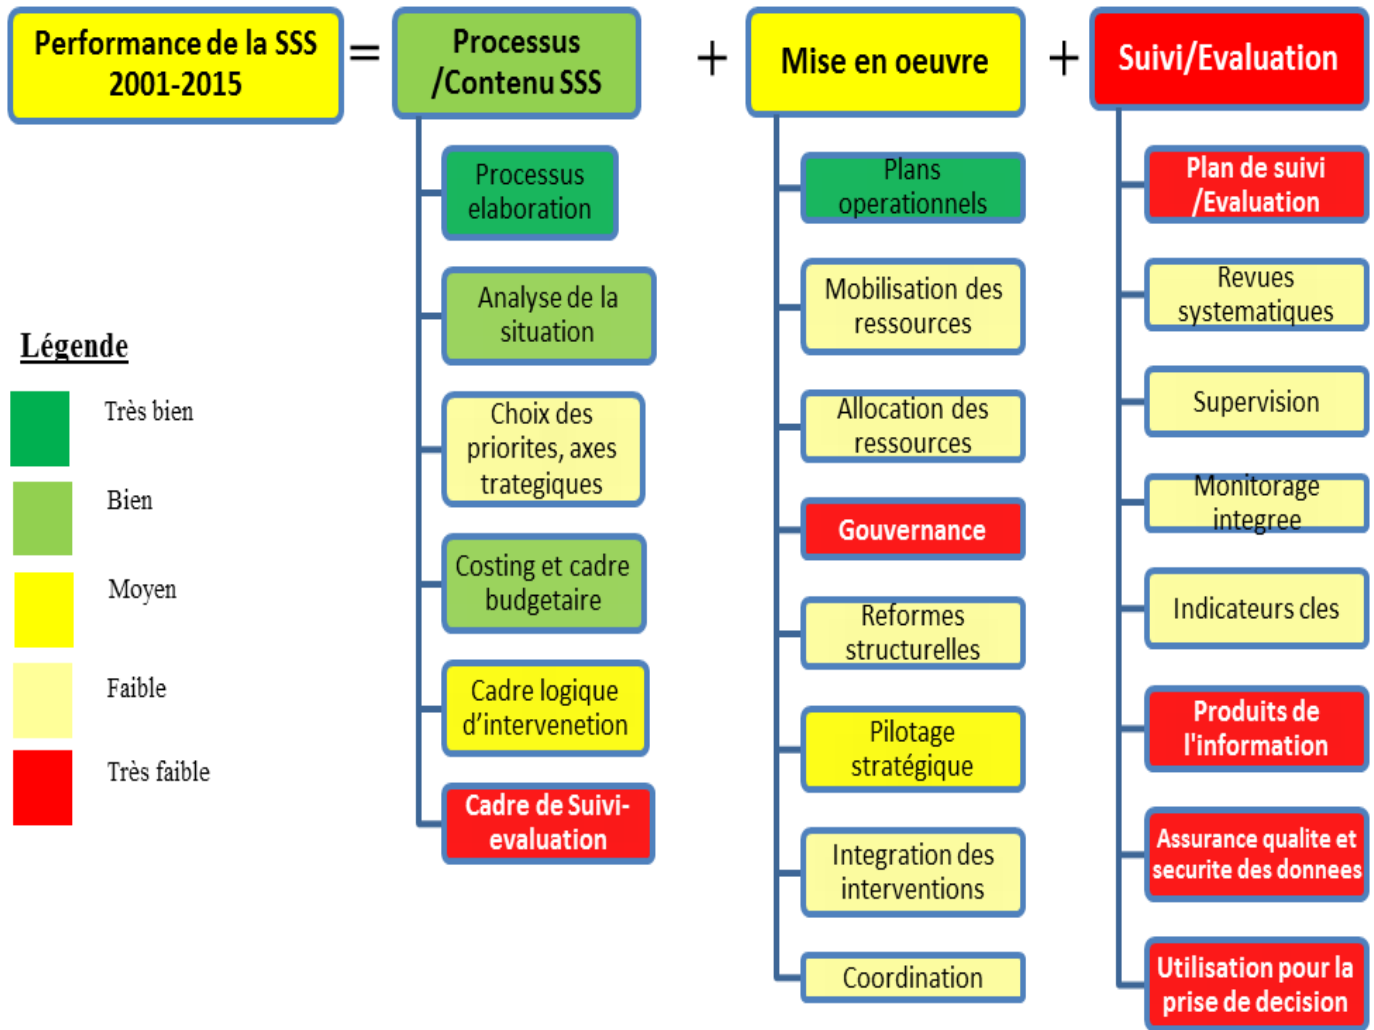 Performance de la SSS
2001-2015
=
Processus
/Contenu SSS
+
Mise en oeuvre
+
Suivi/Evaluation
Processus
elaboration
Analyse de la
situation
Choix des
priorites, axes
trategiques
Costing et cadre
budgetaire
Cadre logique
d'intervenetion
Cadre de Suivi-
evaluation
Plans
operationnels
Mobilisation des
ressources
Allocation des
ressources
Gouvernance
Reformes
structurelles
Pilotage
stratégique
Integration des
interventions
Coordination
Plan de suivi
/Evaluation
Revues
systematiques
Supervision
Monitorage
integree
Indicateurs cles
Produits de
l'information
Assurance qualite et
securite des donnees
Utilisation pour la
prise de decision
Légende
Très bien
Bien
Moyen
Faible
Très faible